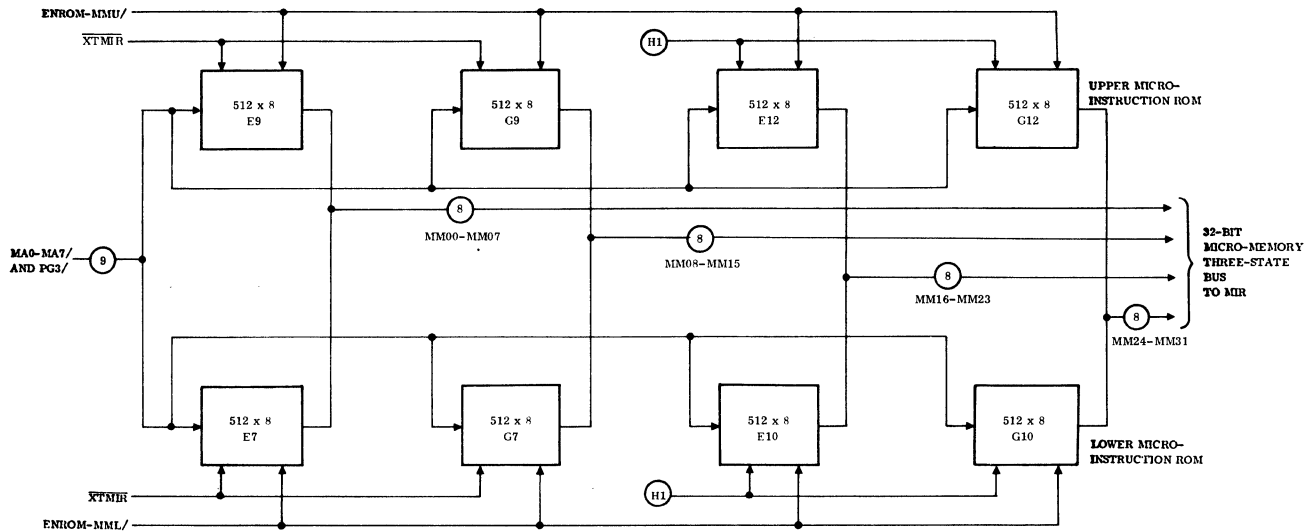 ENROM-MMU/
XTMIR
H1
512 x 8
E9
512 x 8
G9
512 x 8
E12
512 x 8
G12
UPPER MICRO-
INSTRUCTION ROM
8
MM00-MM07
MA0-MA7/
AND PG3/
9
8
MM08-MM15
8
MM16-MM23
8
MM24-MM31
32-BIT
MICRO-MEMORY
THREE-STATE
BUS
TO MIR
512 x 8
E7
512 x 8
G7
512 x 8
E10
512 x 8
G10
LOWER MICRO-
INSTRUCTION ROM
XTMIR
H1
ENROM-MML/